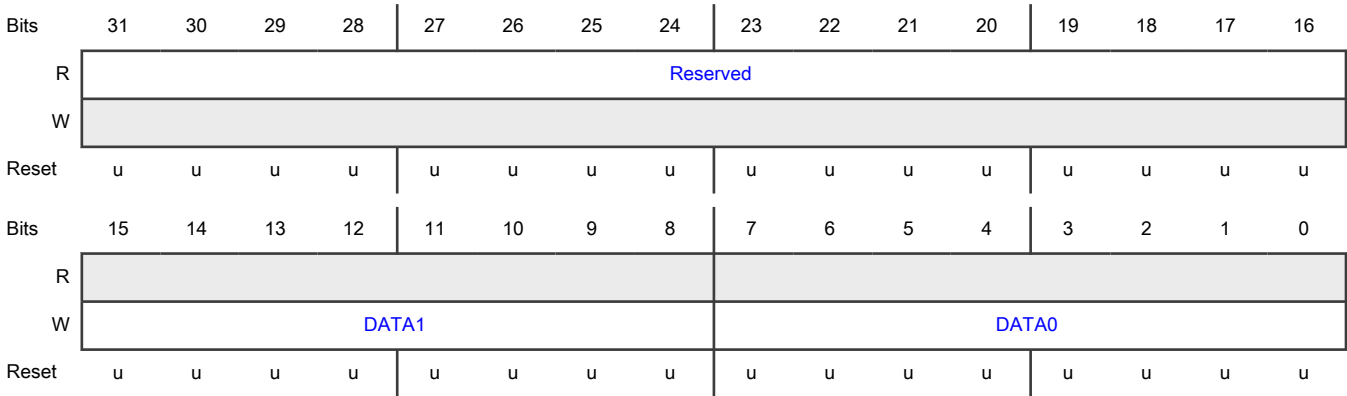 Bits 31 30 29 28 27 26 25 24 23 22 21 20 19 18 17 16
R Reserved
W
Reset u u u u u u u u u u u u u u u u
Bits 15 14 13 12 11 10 9 8 7 6 5 4 3 2 1 0
R
W DATA1 DATA0
Reset u u u u u u u u u u u u u u u u